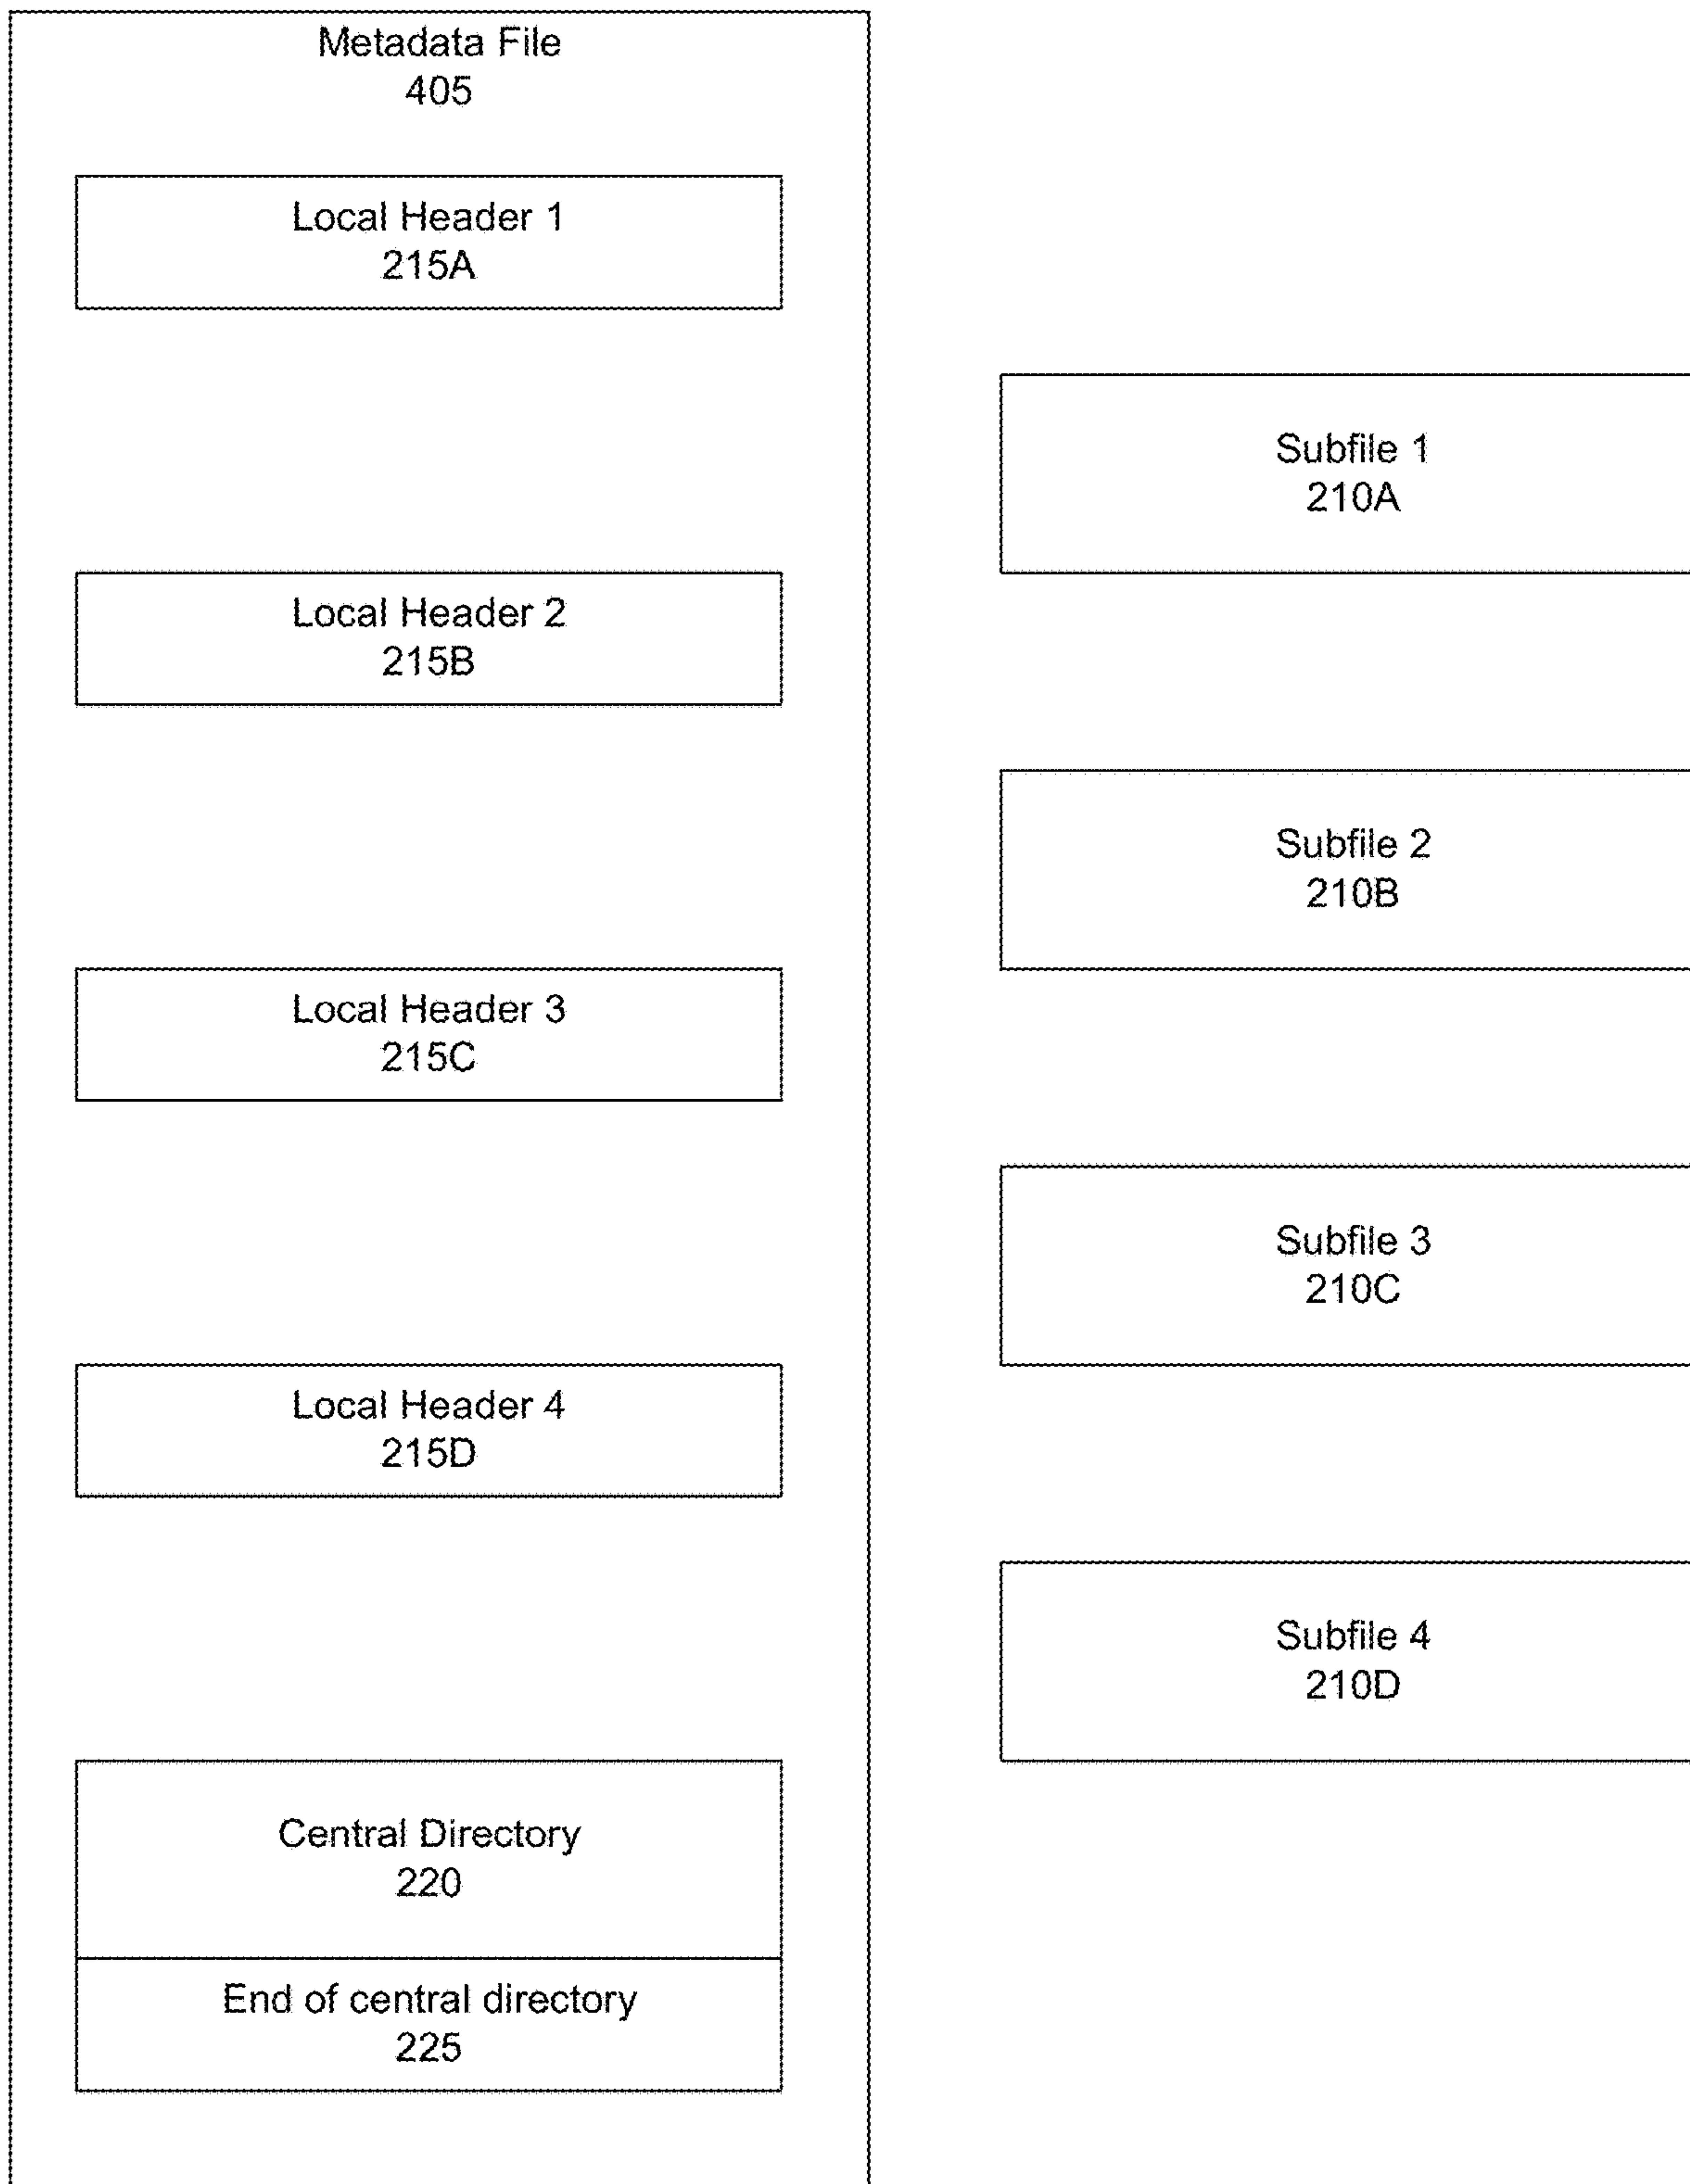 Metadata File
405
Local Header 1
215A
Subfile 1
210A
Local Header 2
215B
Subfile 2
210B
Local Header 3
215C
Subfile 3
210C
Local Header 4
215D
Subfile 4
210D
Central Directory
220
End of central directory
225